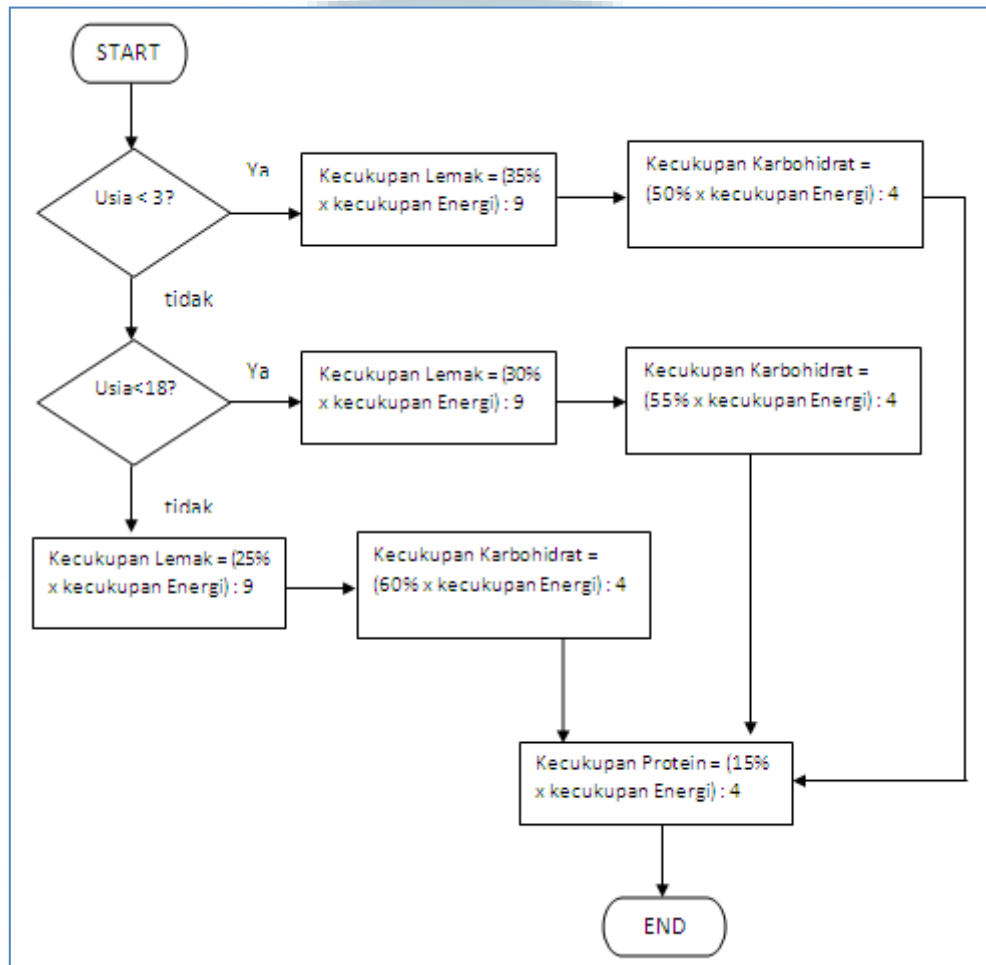 START
Usia < 3?
Ya
Kecukupan Lemak = (35%
x kecukupan Energi) : 9
Kecukupan Karbohidrat =
(50% x kecukupan Energi) : 4
tidak
Usia<18?
Ya
Kecukupan Lemak = (30%
x kecukupan Energi) : 9
Kecukupan Karbohidrat =
(55% x kecukupan Energi) : 4
tidak
Kecukupan Lemak = (25%
x kecukupan Energi) : 9
Kecukupan Karbohidrat =
(60% x kecukupan Energi) : 4
Kecukupan Protein = (15%
x kecukupan Energi) : 4
END